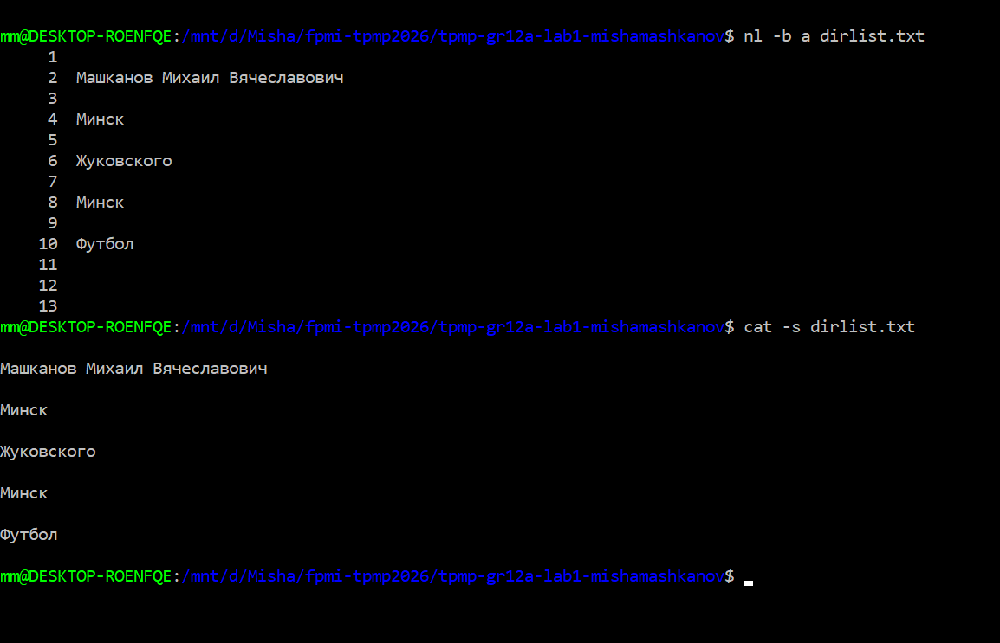 mm@DESKTOP-ROENFQE:/mnt/d/Misha/fpmi-tpmp2026/tpmp-gr12a-lab1-mishamashkanov$ nl -b a dirlist.txt
1
2 Машканов Михаил Вячеславович
3
4 Минск
5
6 Жуковского
7
8 Минск
9
10 Футбол
11
12
13
mm@DESKTOP-ROENFQE:/mnt/d/Misha/fpmi-tpmp2026/tpmp-gr12a-lab1-mishamashkanov$ cat -s dirlist.txt
Машканов Михаил Вячеславович
Минск
Жуковского
Минск
Футбол
mm@DESKTOP-ROENFQE:/mnt/d/Misha/fpmi-tpmp2026/tpmp-gr12a-lab1-mishamashkanov$